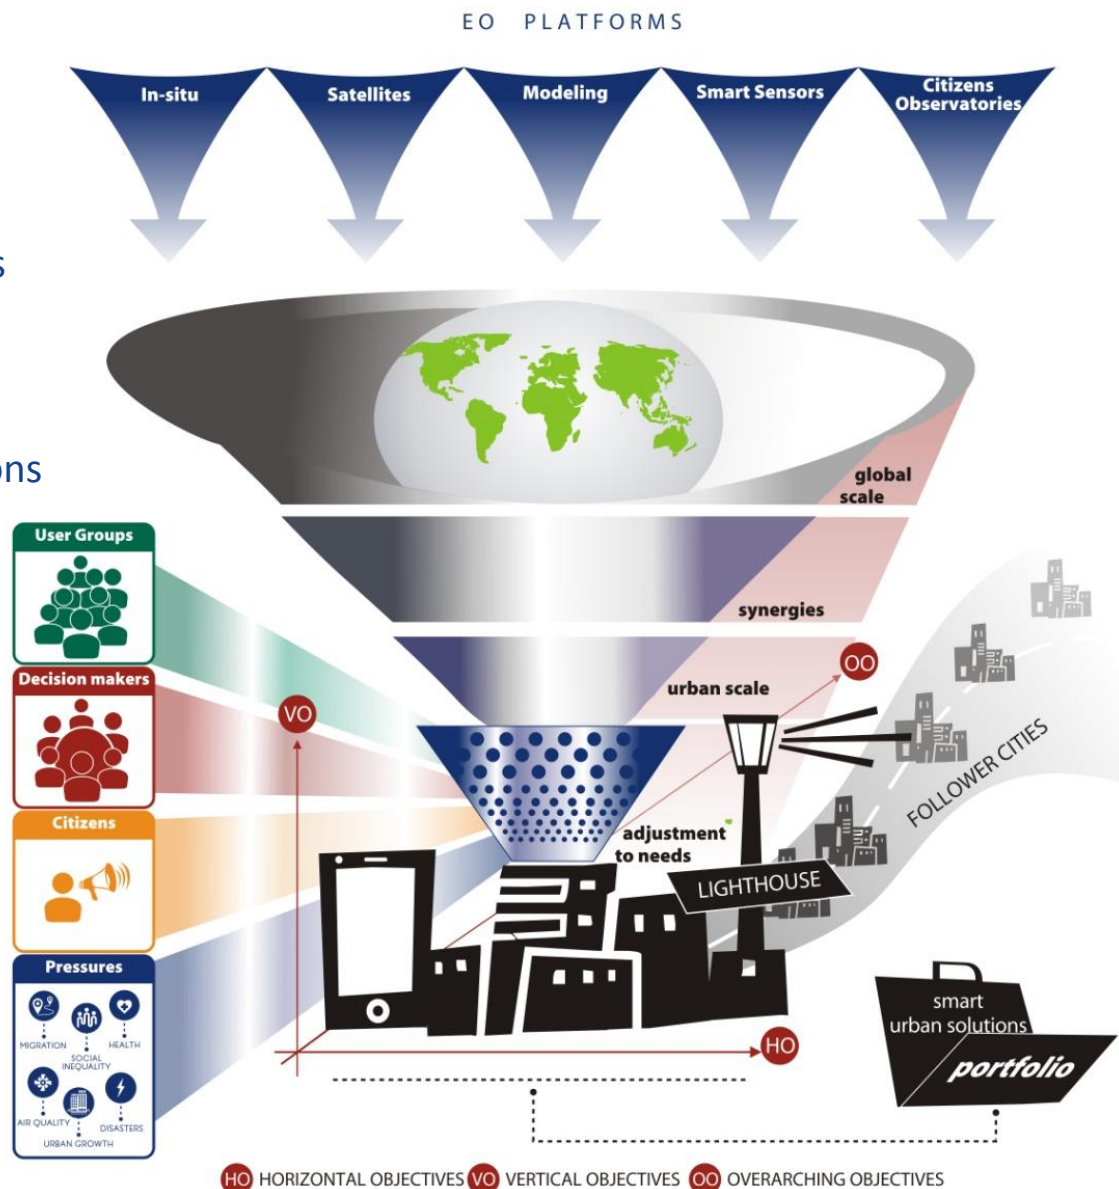 EO PLATFORMS
In-situ
Satellites
Modeling
Smart Sensors
Citizens
Observatories
s
ons
global
scale
synergies
urban scale
adjustment
to needs
User Groups
Decision makers
Citizens
Pressures
MIGRATION
SOCIAL
INEQUALITY
HEALTH
AIR QUALITY
URBAN GROWTH
DISASTERS
VO
OO
HO
LIGHTHOUSE
FOLLOWER CITIES
smart
urban solutions
portfolio
HO HORIZONTAL OBJECTIVES VO VERTICAL OBJECTIVES OO OVERARCHING OBJECTIVES